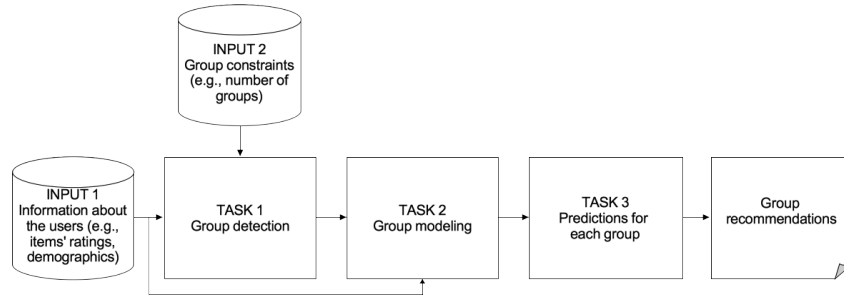 INPUT 2
Group constraints
(e.g., number of
groups)
INPUT 1
Information about
the users (e.g.,
items' ratings,
demographics)
TASK 1
Group detection
TASK 2
Group modeling
TASK 3
Predictions for
each group
Group
recommendations